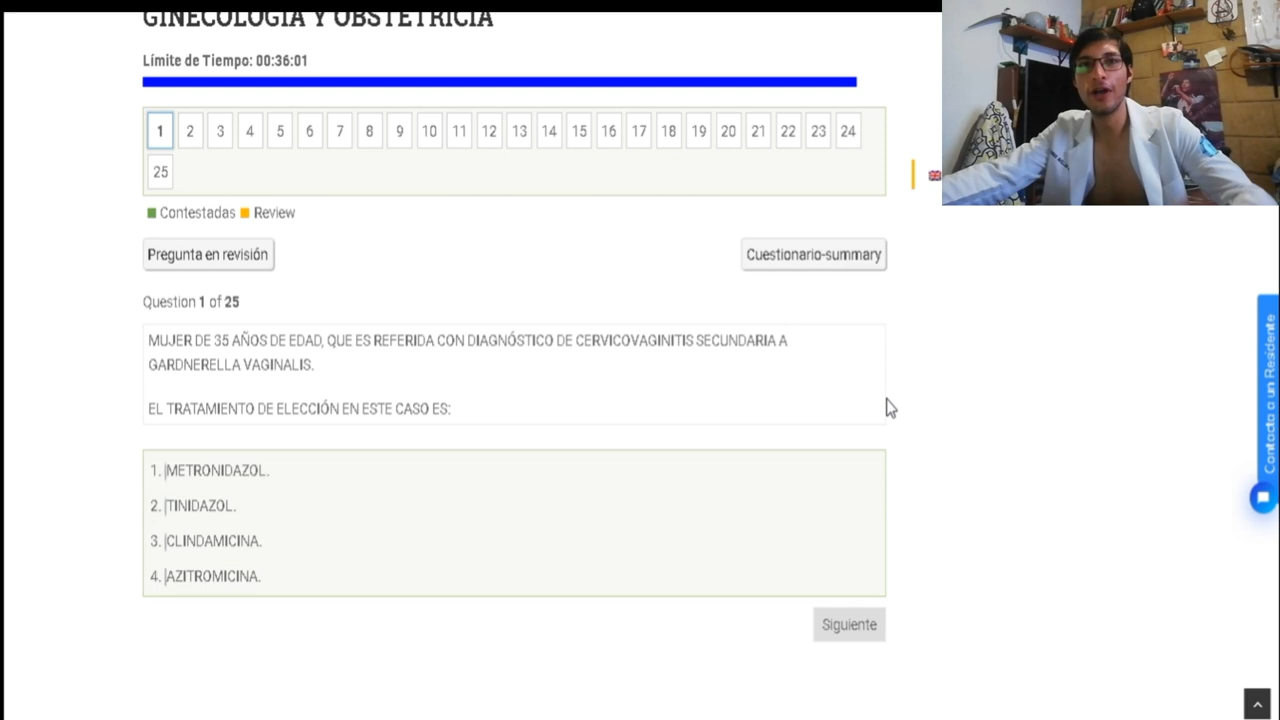 GINECOLOGÍA Y OBSTETRICIA
Límite de Tiempo: 00:36:01
1 2 3 4 5 6 7 8 9 10 11 12 13 14 15 16 17 18 19 20 21 22 23 24
25
Contestadas Review
Pregunta en revisión Cuestionario-summary
Question 1 of 25
MUJER DE 35 AÑOS DE EDAD, QUE ES REFERIDA CON DIAGNÓSTICO DE CERVICOVAGINITIS SECUNDARIA A
GARDNERELLA VAGINALIS.
EL TRATAMIENTO DE ELECCIÓN EN ESTE CASO ES:
1. METRONIDAZOL.
2. TINIDAZOL.
3. CLINDAMICINA.
4. AZITROMICINA.
Siguiente
Contacta a un Residente